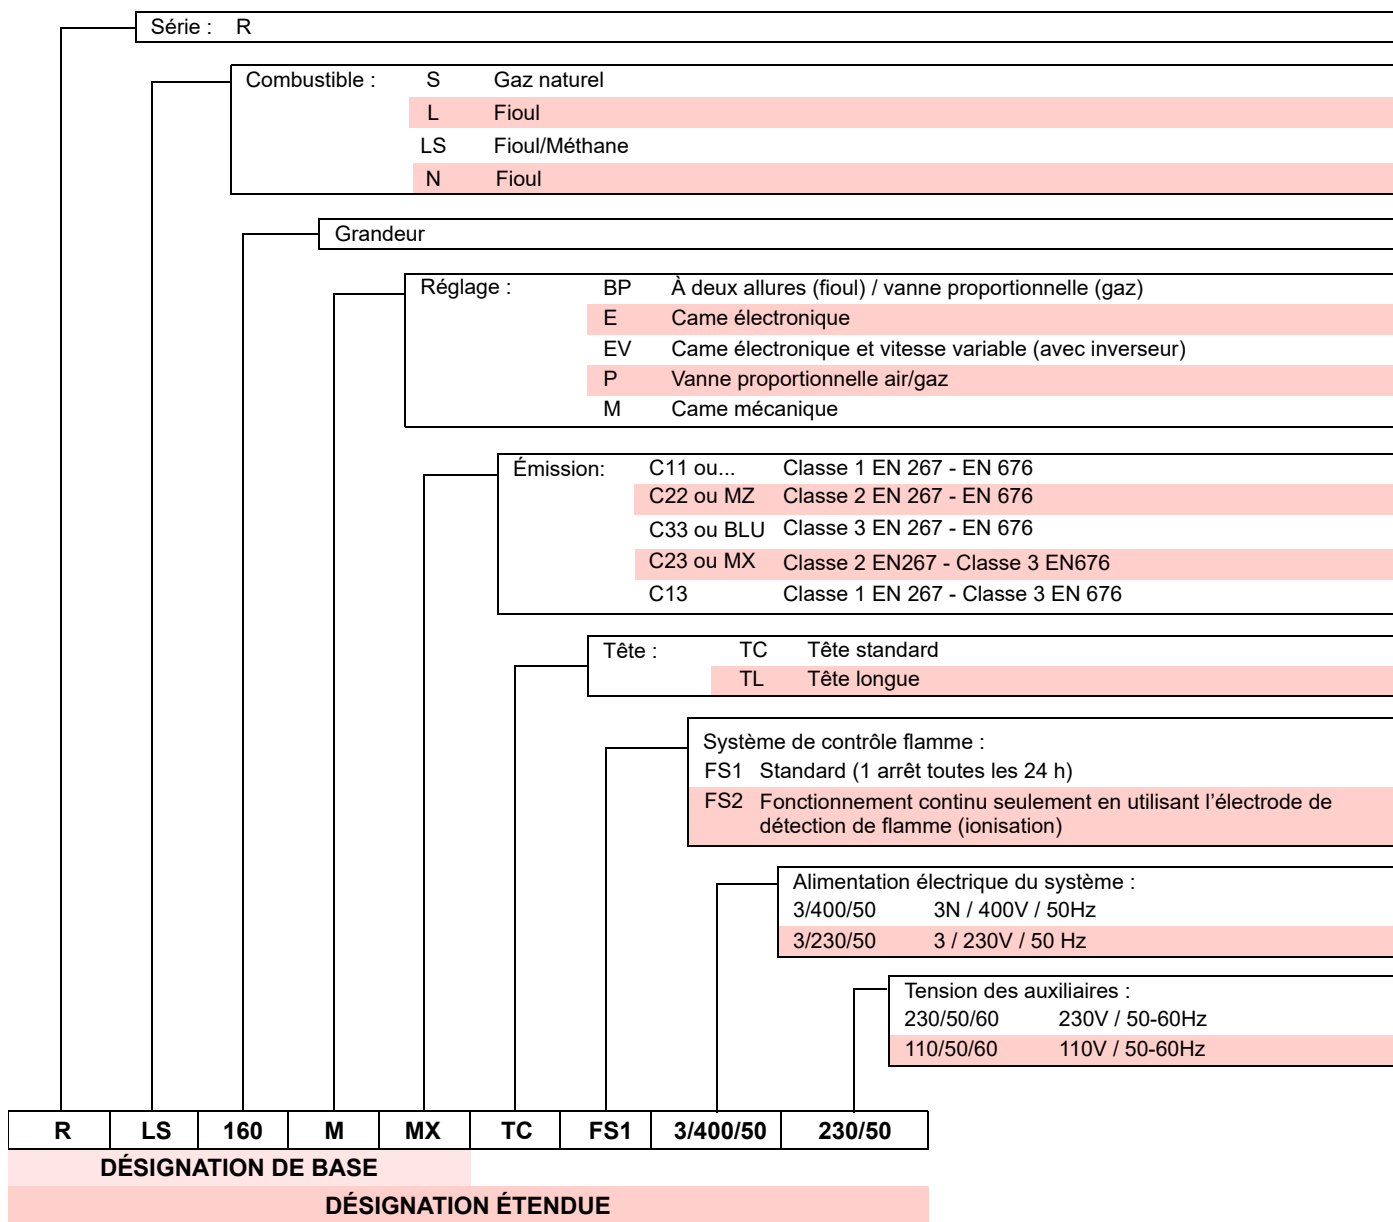 Série : R
Combustible : S Gaz naturel
L Fioul
LS Fioul/Méthane
N Fioul
Grandeur
Réglage : BP À deux allures (fioul) / vanne proportionnelle (gaz)
E Came électronique
EV Came électronique et vitesse variable (avec inverseur)
P Vanne proportionnelle air/gaz
M Came mécanique
Émission: C11 ou... Classe 1 EN 267 - EN 676
C22 ou MZ Classe 2 EN 267 - EN 676
C33 ou BLU Classe 3 EN 267 - EN 676
C23 ou MX Classe 2 EN267 - Classe 3 EN676
C13 Classe 1 EN 267 - Classe 3 EN 676
Tête : TC Tête standard
TL Tête longue
Système de contrôle flamme :
FS1 Standard (1 arrêt toutes les 24 h)
FS2 Fonctionnement continu seulement en utilisant l’électrode de
détection de flamme (ionisation)
Alimentation électrique du système :
3/400/50 3N / 400V / 50Hz
3/230/50 3 / 230V / 50 Hz
Tension des auxiliaires :
230/50/60 230V / 50-60Hz
110/50/60 110V / 50-60Hz
R LS 160 M MX TC FS1 3/400/50 230/50
DÉSIGNATION DE BASE
DÉSIGNATION ÉTENDUE